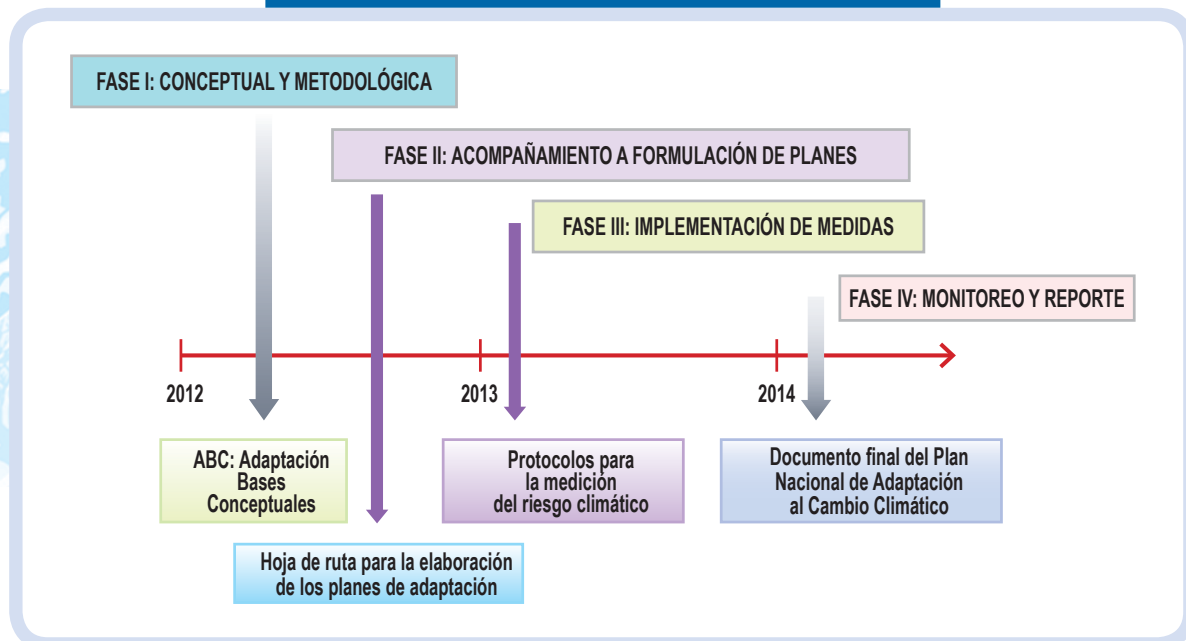 FASE I: CONCEPTUAL Y METODOLÓGICA
FASE II: ACOMPAÑAMIENTO A FORMULACIÓN DE PLANES
FASE III: IMPLEMENTACIÓN DE MEDIDAS
FASE IV: MONITOREO Y REPORTE
2012
2013
2014
ABC: Adaptación
Bases
Conceptuales
Protocolos para
la medición
del riesgo climático
Documento final del Plan
Nacional de Adaptación
al Cambio Climático
Hoja de ruta para la elaboración
de los planes de adaptación